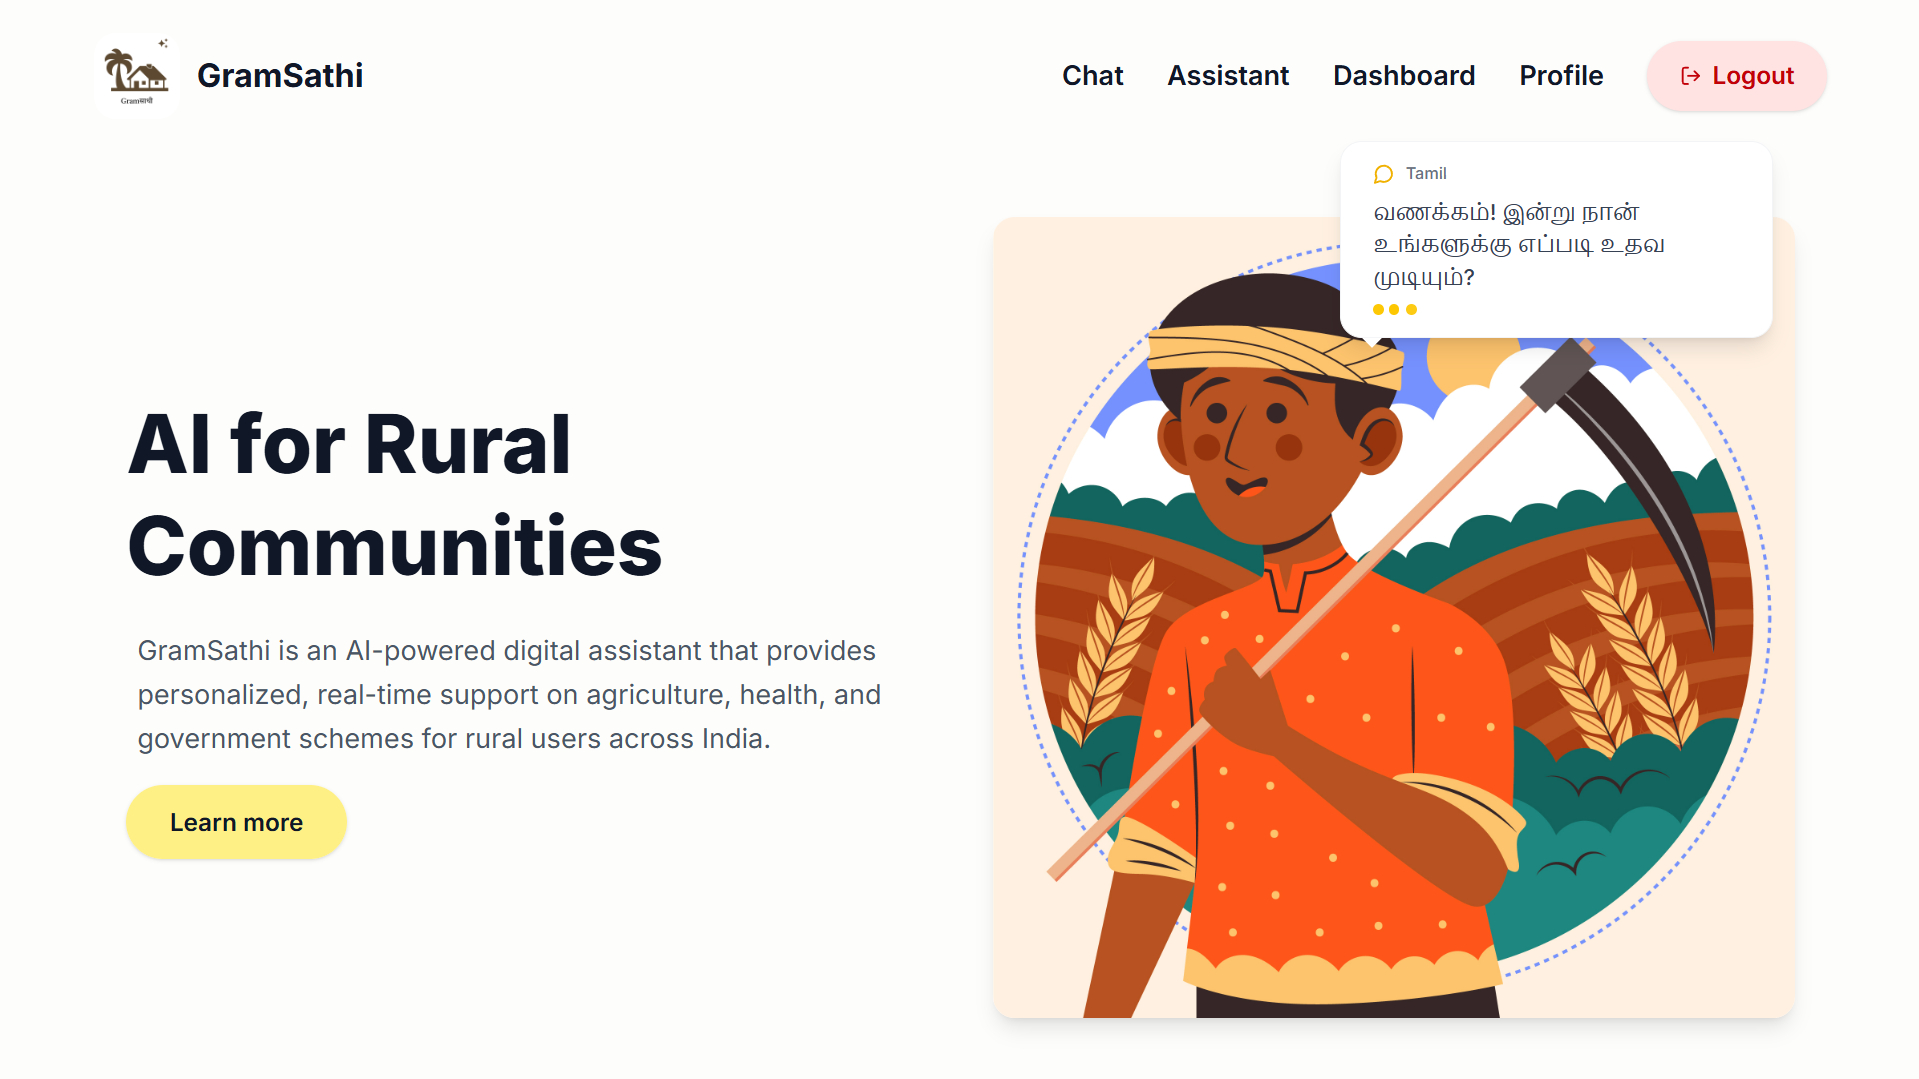 Gramसाथी
GramSathi
Chat
Assistant
Dashboard
Profile
Logout
Tamil
வணக்கம்! இன்று நான்
உங்களுக்கு எப்படி உதவ
முடியும்?
AI for Rural
Communities
GramSathi is an AI-powered digital assistant that provides
personalized, real-time support on agriculture, health, and
government schemes for rural users across India.
Learn more